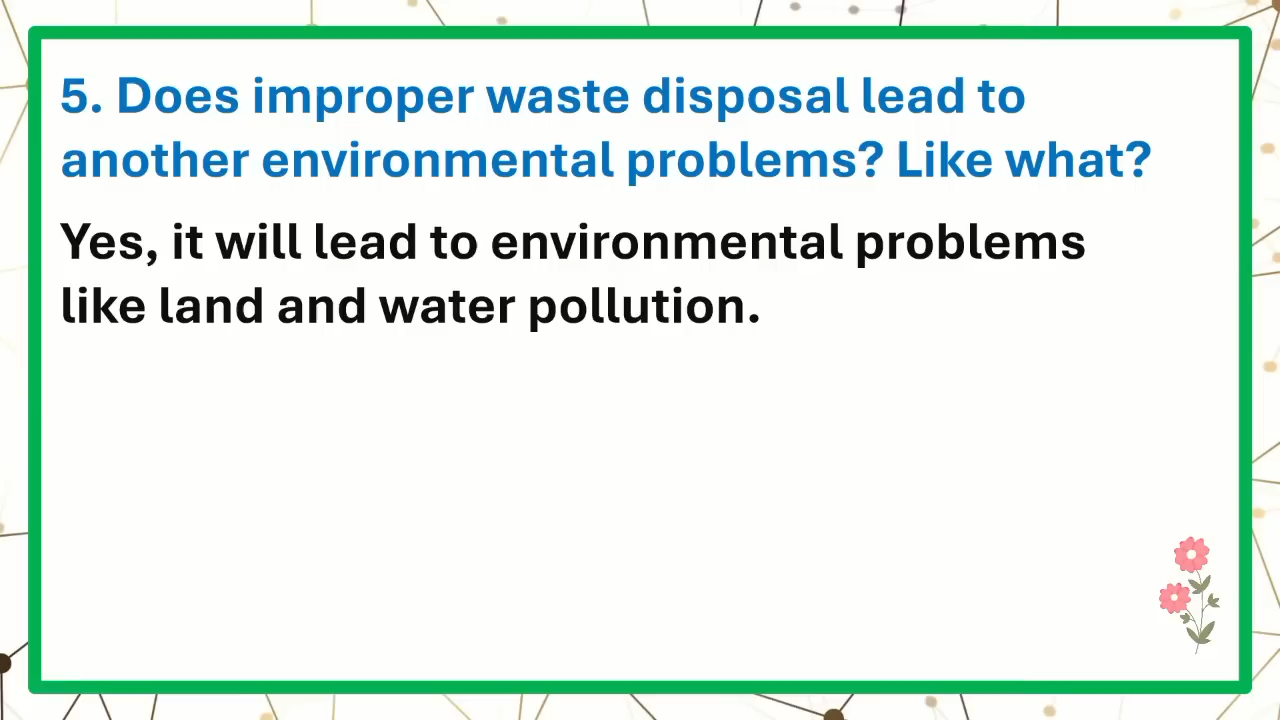 5. Does improper waste disposal lead to
another environmental problems? Like what?
Yes, it will lead to environmental problems
like land and water pollution.